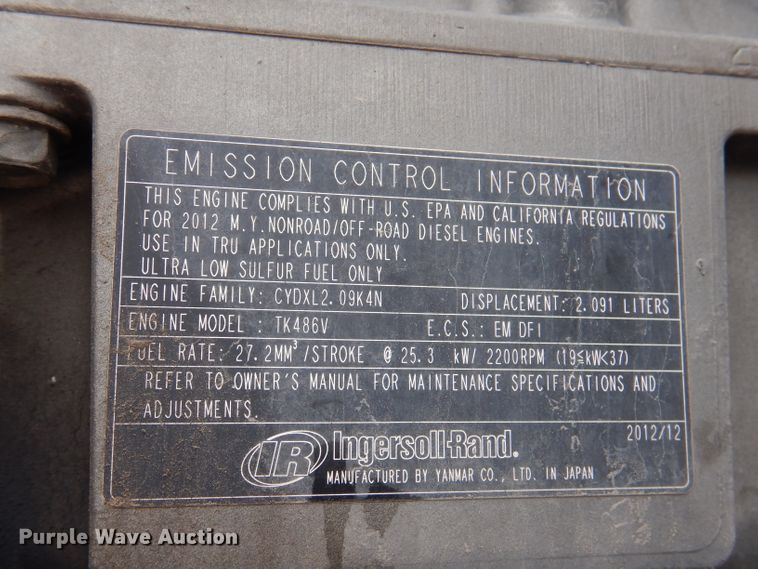 EMISSION CONTROL INFORMATION
THIS ENGINE COMPLIES WITH U.S. EPA AND CALIFORNIA REGULATIONS
FOR 2012 M.Y. NONROAD/OFF-ROAD DIESEL ENGINES.
USE IN TRU APPLICATIONS ONLY.
ULTRA LOW SULFUR FUEL ONLY
ENGINE FAMILY: CYDXL2.09K4N DISPLACEMENT: 2.091 LITERS
ENGINE MODEL : TK486V E.C.S.: EM DFI
FUEL RATE: 27.2MM³/STROKE @ 25.3 kW/ 2200RPM (19≤kW<37)
REFER TO OWNER'S MANUAL FOR MAINTENANCE SPECIFICATIONS AND
ADJUSTMENTS.
2012/12
IR Ingersoll-Rand.
MANUFACTURED BY YANMAR CO., LTD. IN JAPAN
Purple Wave Auction